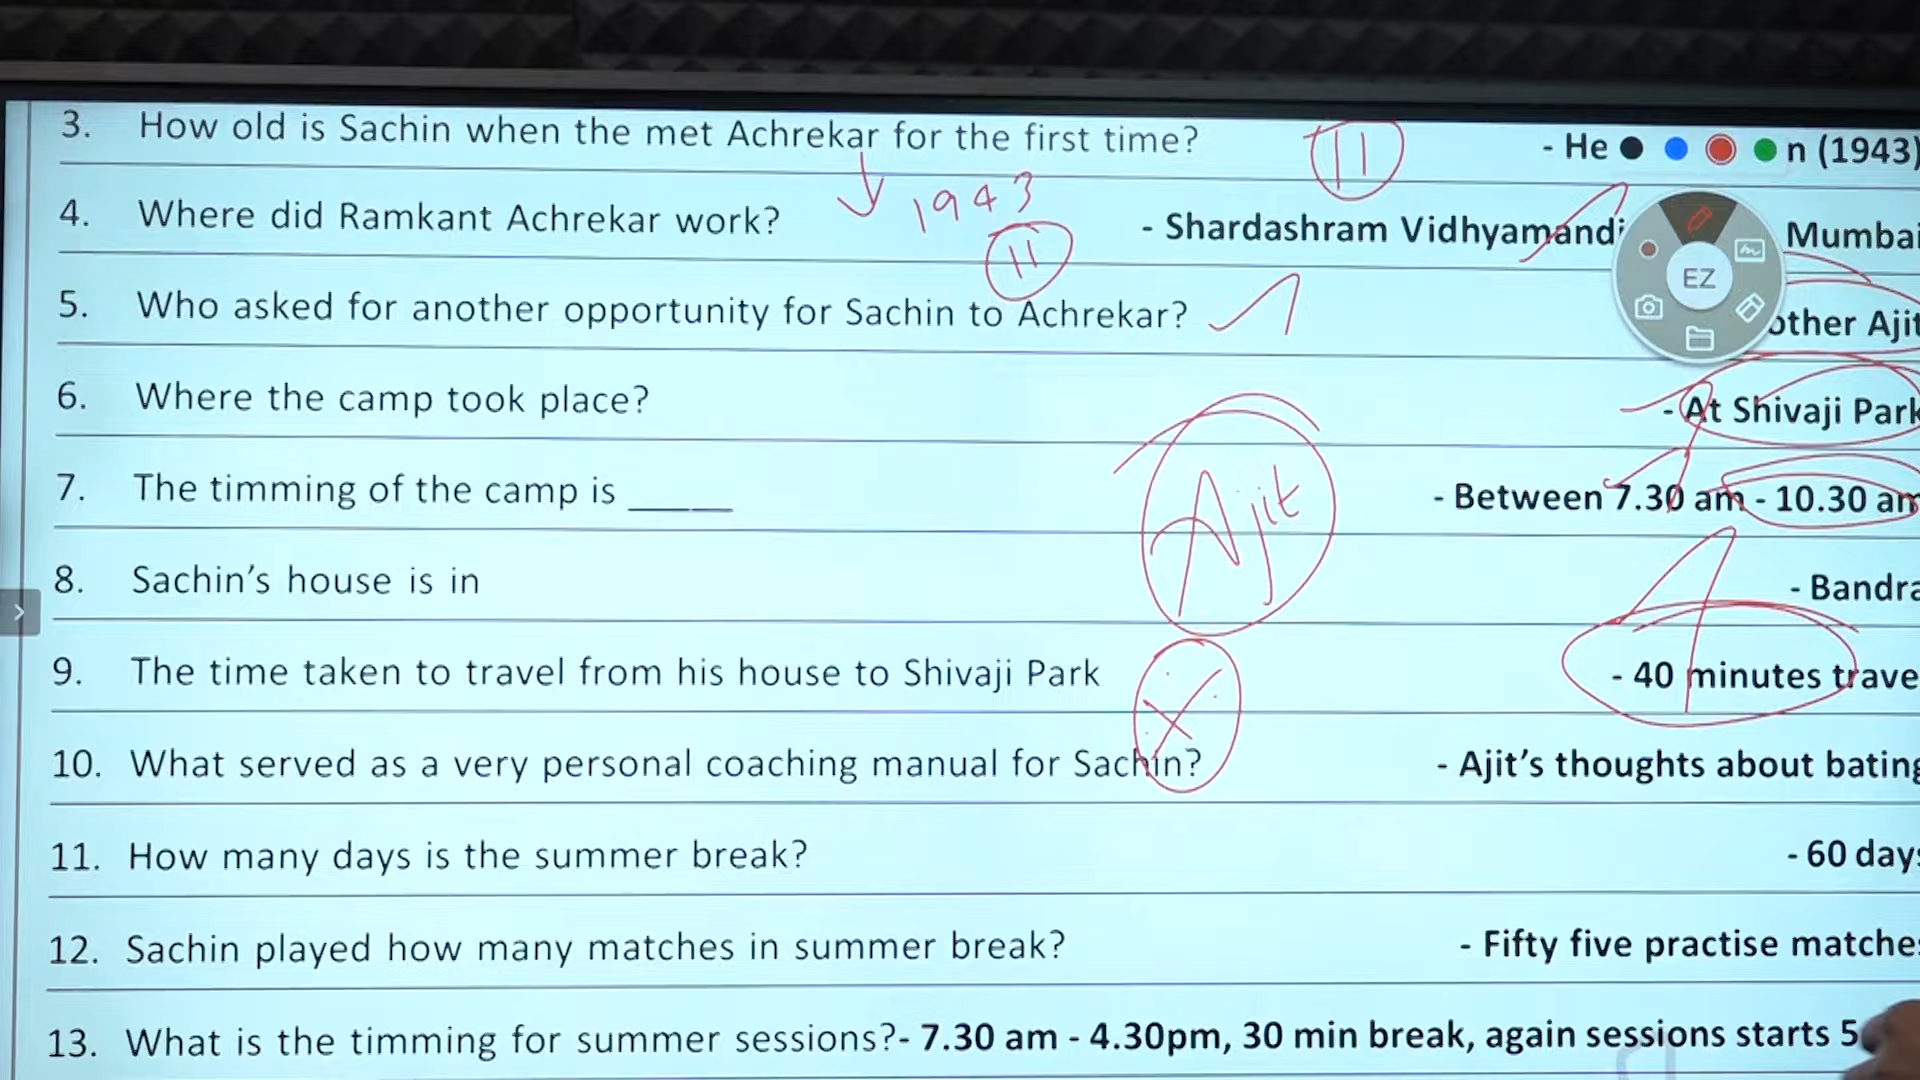 3. How old is Sachin when the met Achrekar for the first time? 11 - He n (1943)
1943
4. Where did Ramkant Achrekar work? - Shardashram Vidhyamandi Mumbai
11
EZ
5. Who asked for another opportunity for Sachin to Achrekar? other Ajit
6. Where the camp took place? - At Shivaji Park
7. The timming of the camp is _____ - Between 7.30 am - 10.30 am
Ajit
8. Sachin's house is in - Bandra
9. The time taken to travel from his house to Shivaji Park - 40 minutes trave
10. What served as a very personal coaching manual for Sachin? - Ajit's thoughts about bating
11. How many days is the summer break? - 60 days
12. Sachin played how many matches in summer break? - Fifty five practise matches
13. What is the timming for summer sessions?- 7.30 am - 4.30pm, 30 min break, again sessions starts 5